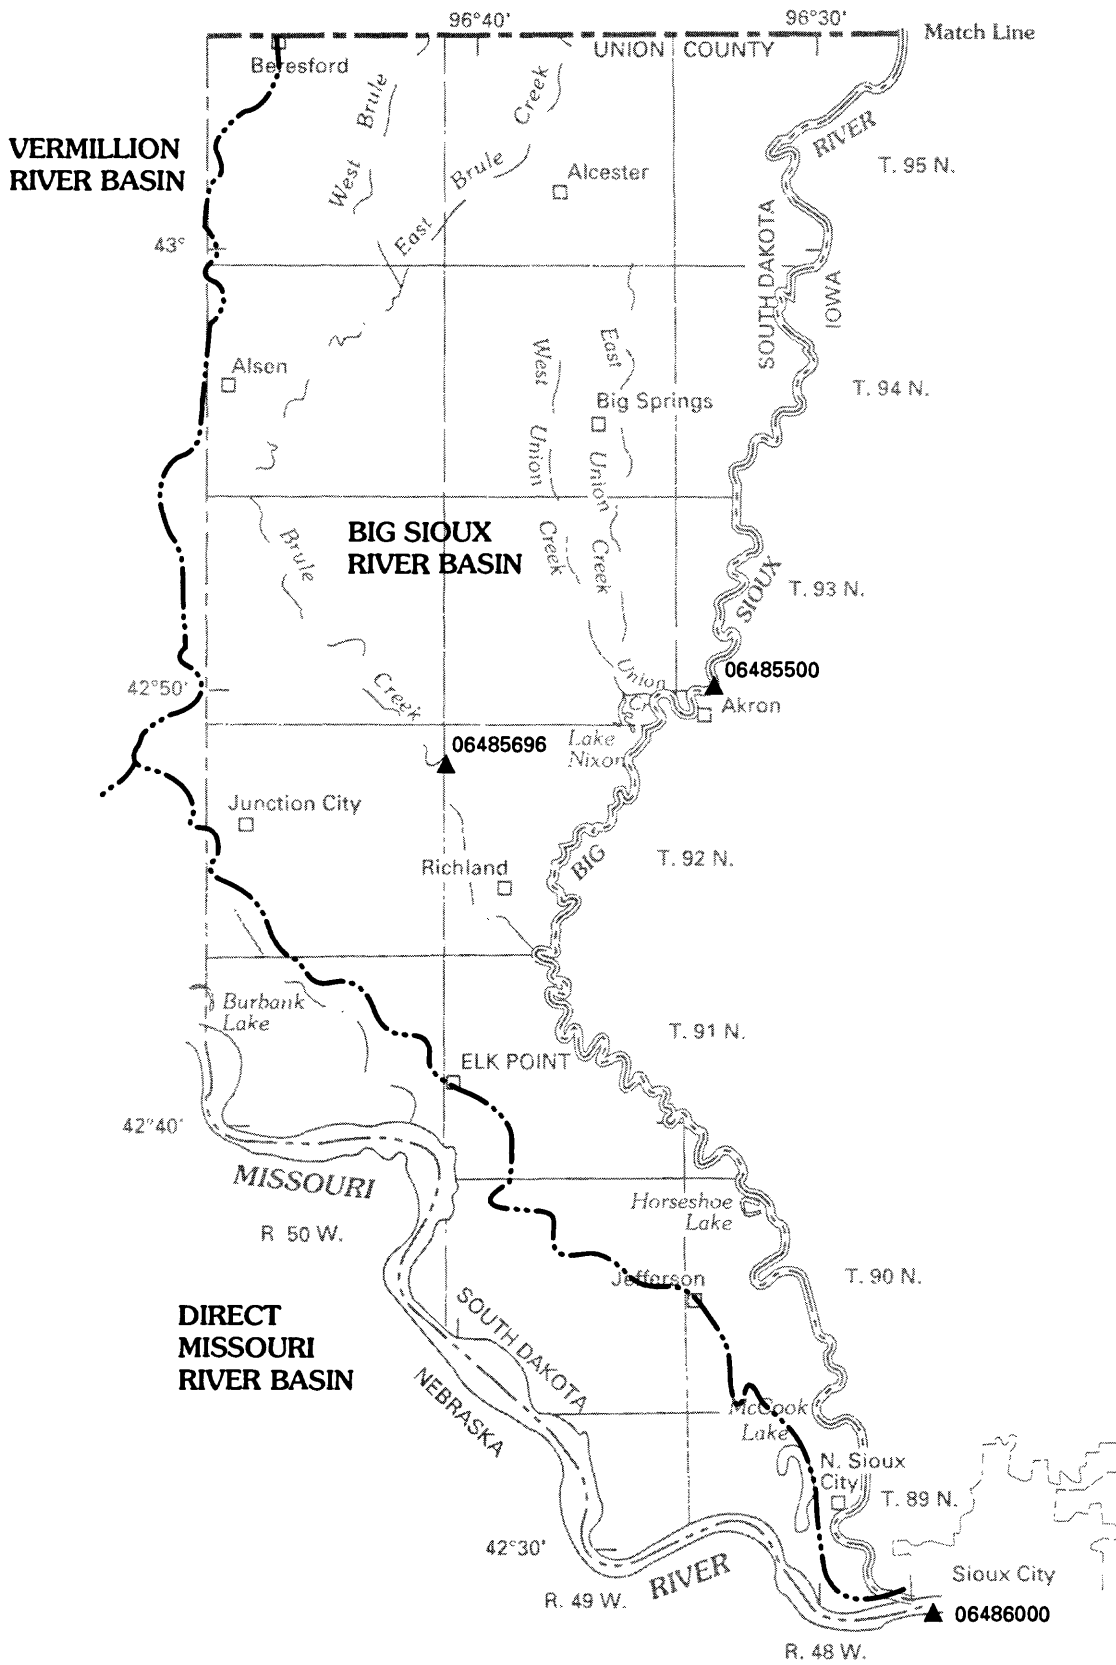 96°40'
96°30'
Match Line
UNION COUNTY
Beresford
West Brule
East Brule Creek
RIVER
VERMILLION
RIVER BASIN
T. 95 N.
Alcester
43°
SOUTH DAKOTA
IOWA
Alsen
West Union Creek
East Union Creek
Big Springs
T. 94 N.
BIG SIOUX
RIVER BASIN
Brule Creek
SIOUX
T. 93 N.
Union
Cr
06485500
42°50'
Akron
Lake
Nixon
06485696
Junction City
Richland
BIG
T. 92 N.
Burbank
Lake
T. 91 N.
ELK POINT
42°40'
MISSOURI
Horseshoe
Lake
R 50 W.
T. 90 N.
Jefferson
DIRECT
MISSOURI
RIVER BASIN
SOUTH DAKOTA
NEBRASKA
McCook
Lake
N. Sioux
City
T. 89 N.
42°30'
RIVER
Sioux City
R. 49 W.
06486000
R. 48 W.